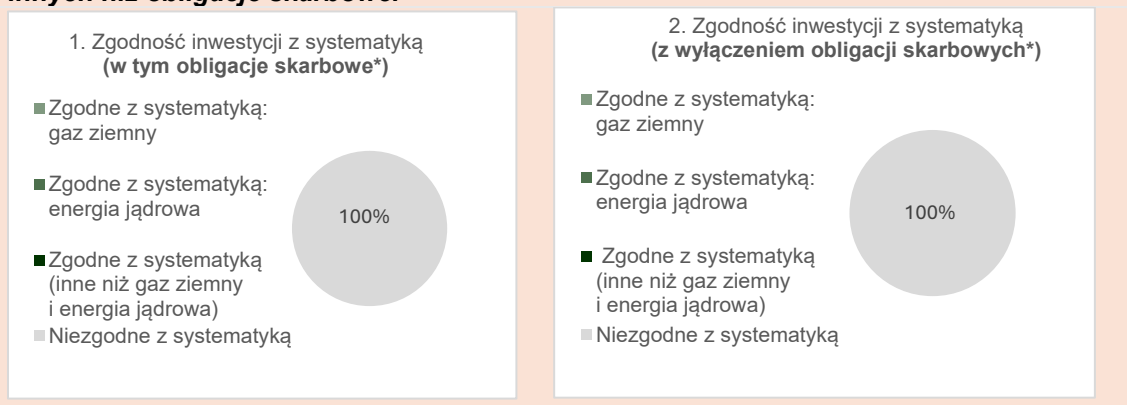 innych niż obligacje skarbowe.
1. Zgodność inwestycji z systematyką
(w tym obligacje skarbowe*)
Zgodne z systematyką:
gaz ziemny
Zgodne z systematyką:
energia jądrowa
Zgodne z systematyką
(inne niż gaz ziemny
i energia jądrowa)
Niezgodne z systematyką
100%
2. Zgodność inwestycji z systematyką
(z wyłączeniem obligacji skarbowych*)
Zgodne z systematyką:
gaz ziemny
Zgodne z systematyką:
energia jądrowa
Zgodne z systematyką
(inne niż gaz ziemny
i energia jądrowa)
Niezgodne z systematyką
100%